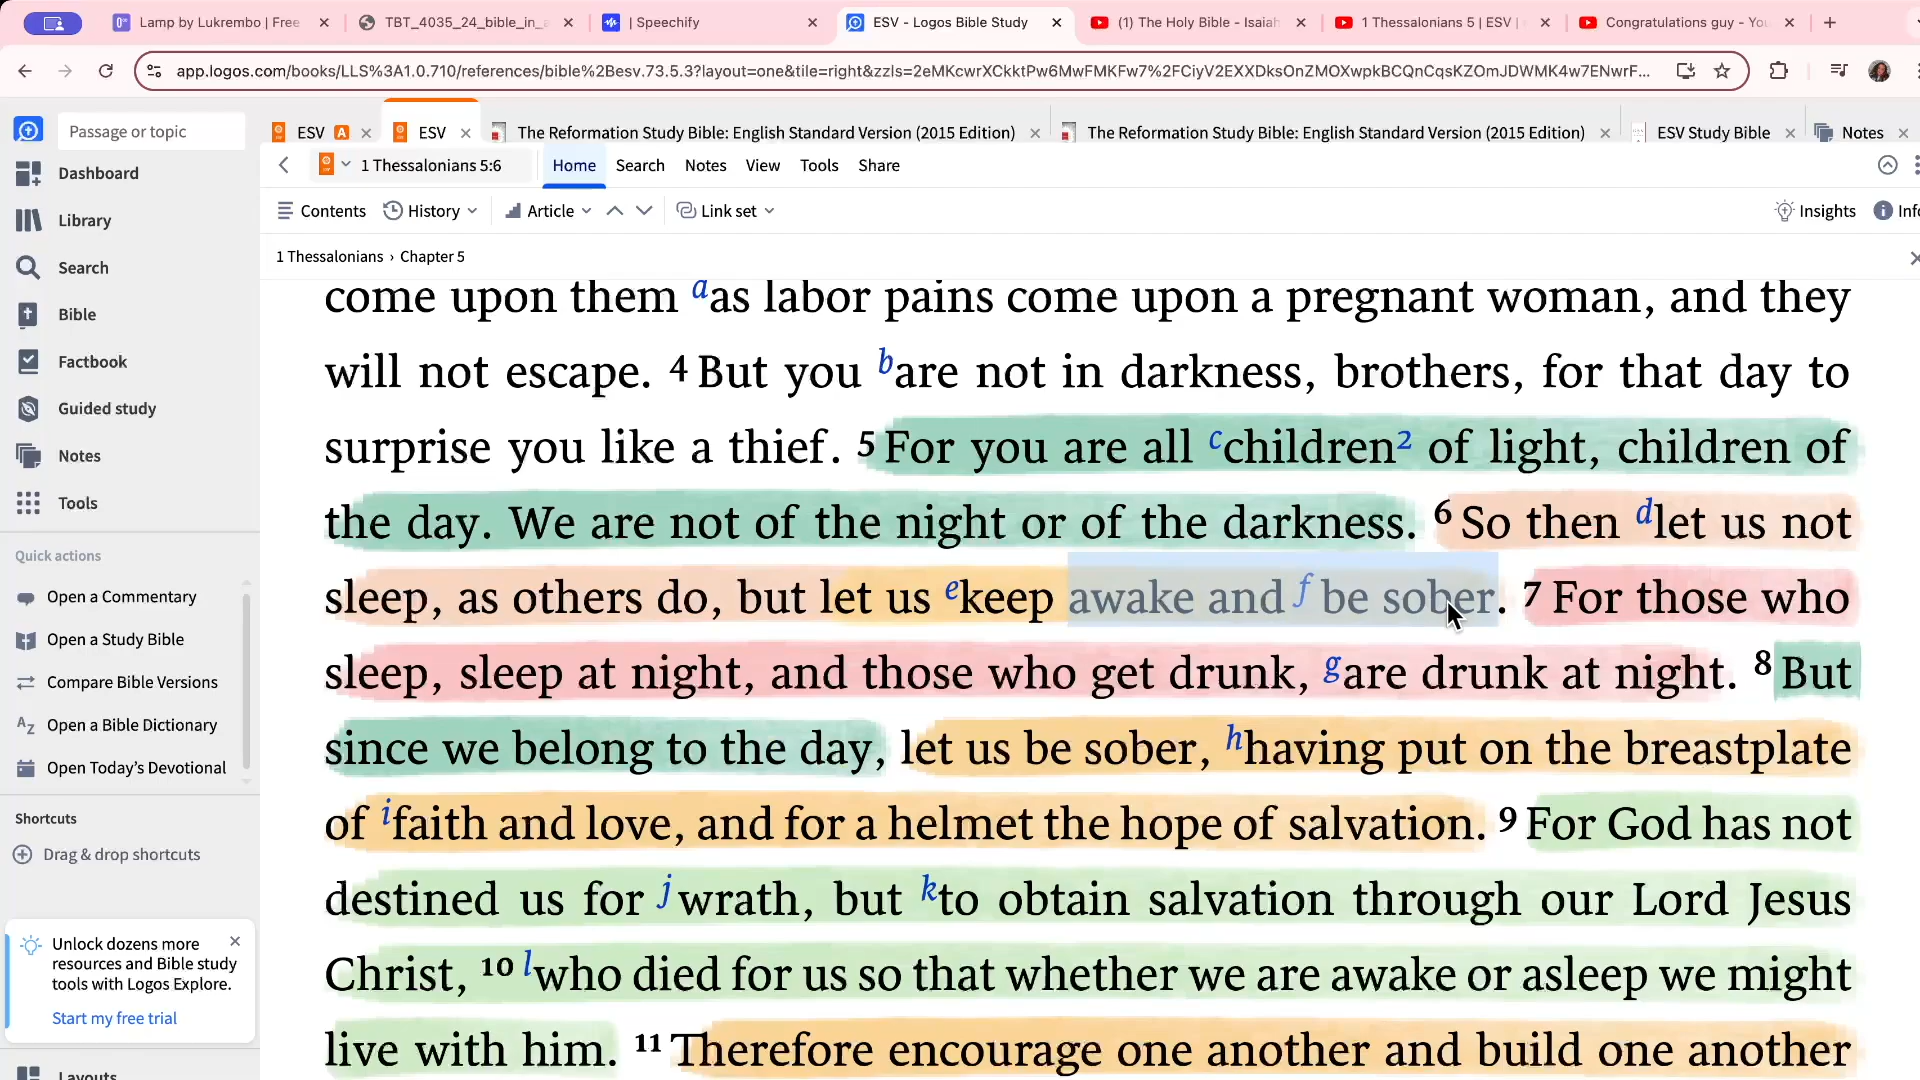 Lamp by Lukrembo | Free
TBT_4035_24_bible_in_a
| Speechify
ESV - Logos Bible Study
(1) The Holy Bible - Isaiah
1 Thessalonians 5 | ESV |
Congratulations guy - You
app.logos.com/books/LLS%3A1.0.710/references/bible%2Besv.73.5.3?layout=one&tile=right&zzls=2eMKcwrXCkktPw6MwFMKFw7%2FCiyV2EXXDksOnZMOXwpkBCQnCqsKZOmJDWMK4w7ENwrF...
Passage or topic
ESV A
ESV
The Reformation Study Bible: English Standard Version (2015 Edition)
The Reformation Study Bible: English Standard Version (2015 Edition)
ESV Study Bible
Notes
1 Thessalonians 5:6
Home Search Notes View Tools Share
Contents History Article Link set
Insights
Info
1 Thessalonians › Chapter 5
Dashboard
Library
Search
Bible
Factbook
Guided study
Notes
Tools
Quick actions
Open a Commentary
Open a Study Bible
Compare Bible Versions
Open a Bible Dictionary
Open Today's Devotional
Shortcuts
Drag & drop shortcuts
Unlock dozens more
resources and Bible study
tools with Logos Explore.
Start my free trial
Layouts
come upon them a as labor pains come upon a pregnant woman, and they
will not escape. 4 But you b are not in darkness, brothers, for that day to
surprise you like a thief. 5 For you are all c children2 of light, children of
the day. We are not of the night or of the darkness. 6 So then d let us not
sleep, as others do, but let us e keep awake and f be sober. 7 For those who
sleep, sleep at night, and those who get drunk, g are drunk at night. 8 But
since we belong to the day, let us be sober, h having put on the breastplate
of i faith and love, and for a helmet the hope of salvation. 9 For God has not
destined us for j wrath, but k to obtain salvation through our Lord Jesus
Christ, 10 l who died for us so that whether we are awake or asleep we might
live with him. 11 Therefore encourage one another and build one another